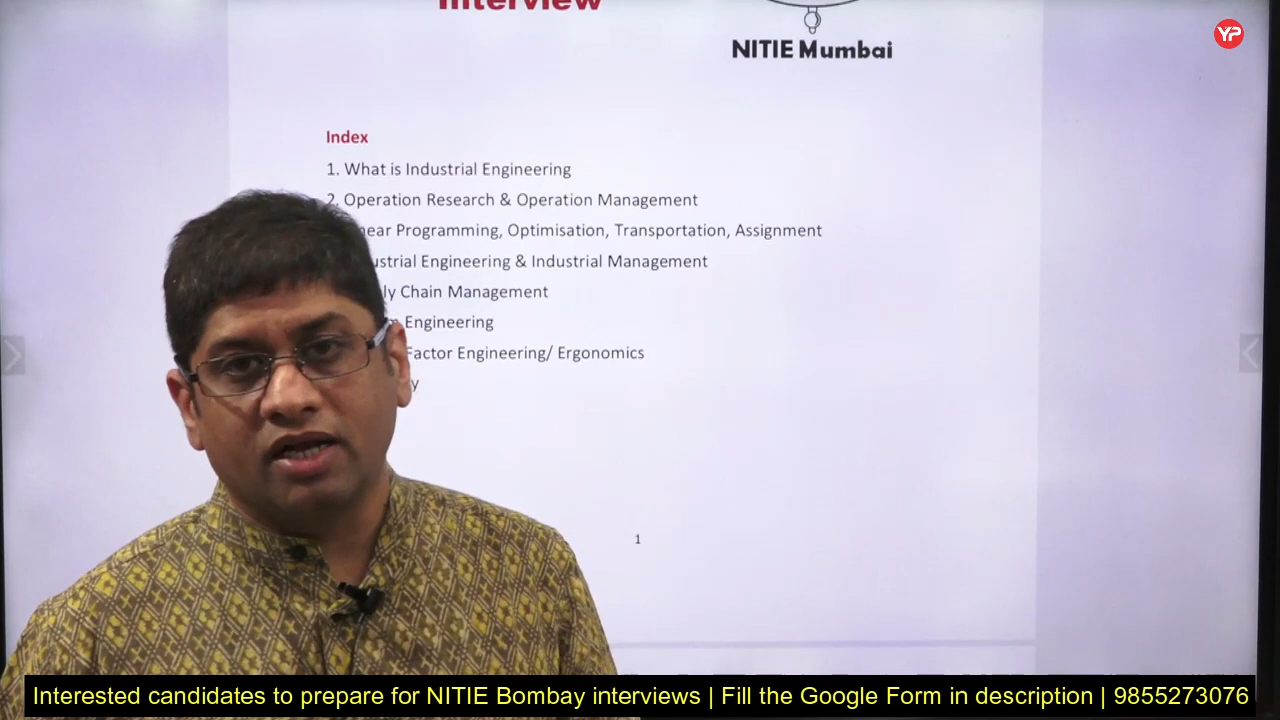 Interview
YP
NITIE Mumbai
Index
1. What is Industrial Engineering
2. Operation Research & Operation Management
near Programming, Optimisation, Transportation, Assignment
ustrial Engineering & Industrial Management
ly Chain Management
Engineering
Factor Engineering/ Ergonomics
y
1
Interested candidates to prepare for NITIE Bombay interviews | Fill the Google Form in description | 9855273076